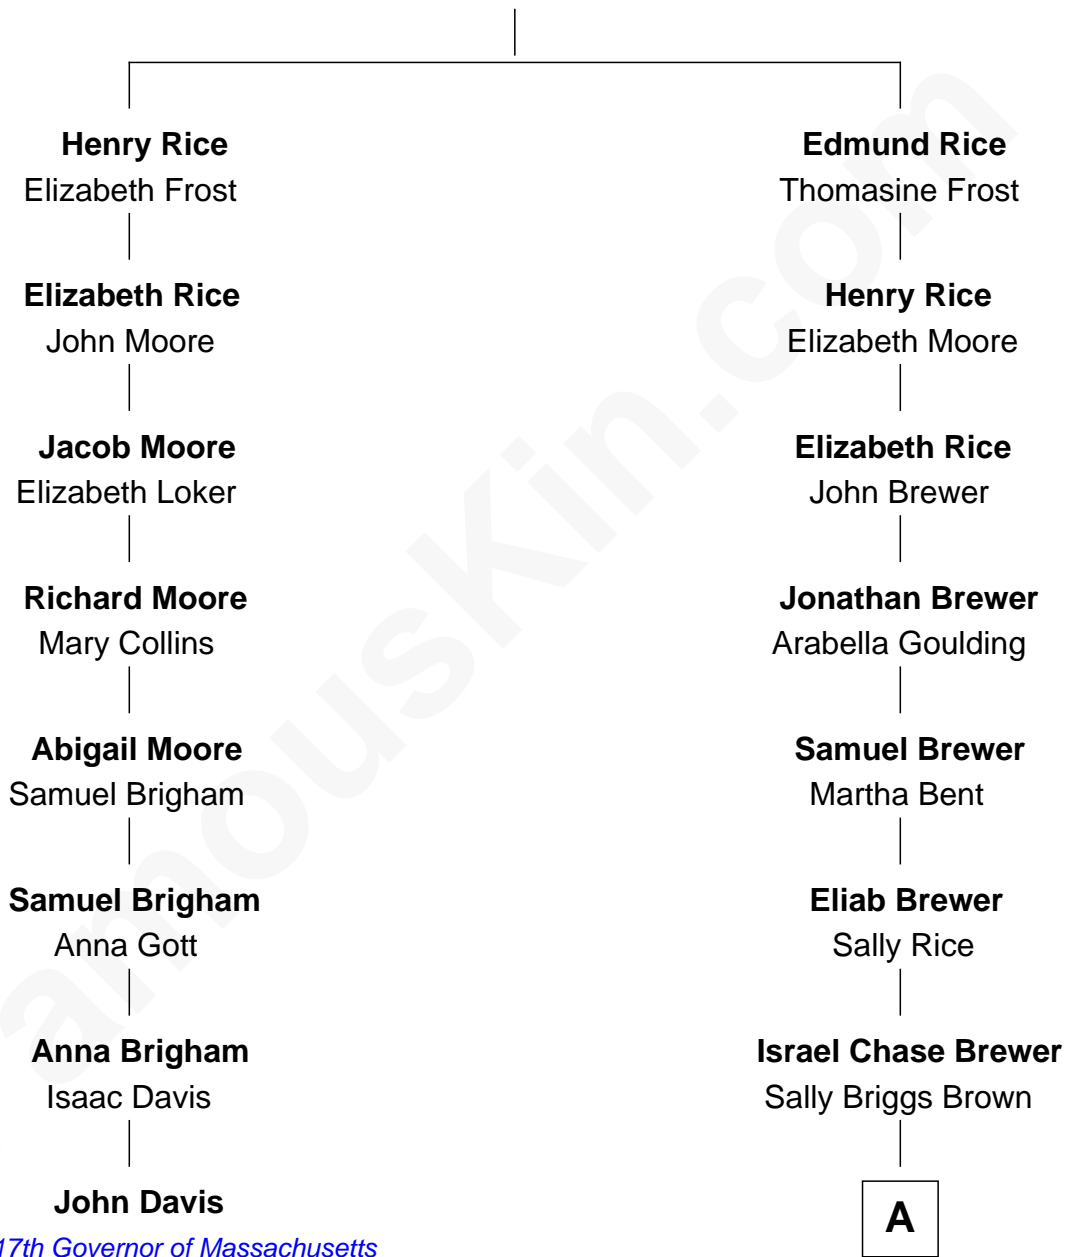 Henry Rice
Elizabeth Frost
Elizabeth Rice
John Moore
Jacob Moore
Elizabeth Loker
Richard Moore
Mary Collins
Abigail Moore
Samuel Brigham
Samuel Brigham
Anna Gott
Anna Brigham
Isaac Davis
John Davis
17th Governor of Massachusetts
Edmund Rice
Thomasine Frost
Henry Rice
Elizabeth Moore
Elizabeth Rice
John Brewer
Jonathan Brewer
Arabella Goulding
Samuel Brewer
Martha Bent
Eliab Brewer
Sally Rice
Israel Chase Brewer
Sally Briggs Brown
A
amouskin.com